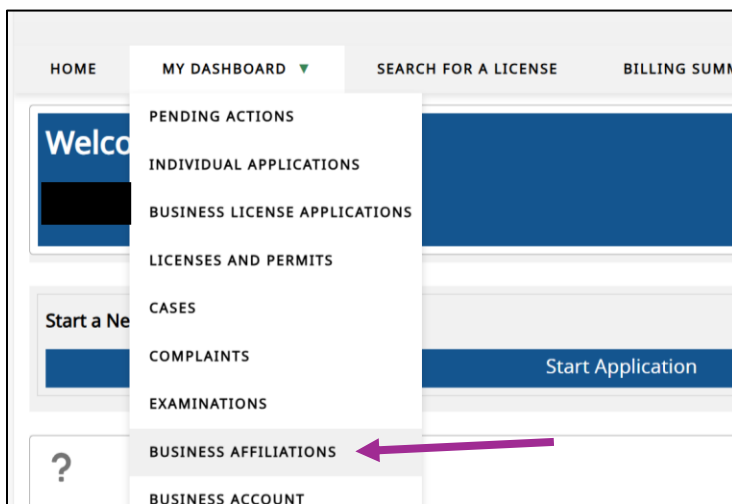 HOME MY DASHBOARD ▼ SEARCH FOR A LICENSE BILLING SUMM
PENDING ACTIONS
Welco
INDIVIDUAL APPLICATIONS
BUSINESS LICENSE APPLICATIONS
LICENSES AND PERMITS
CASES
Start a Ne
COMPLAINTS
Start Application
EXAMINATIONS
BUSINESS AFFILIATIONS
?
BUSINESS ACCOUNT